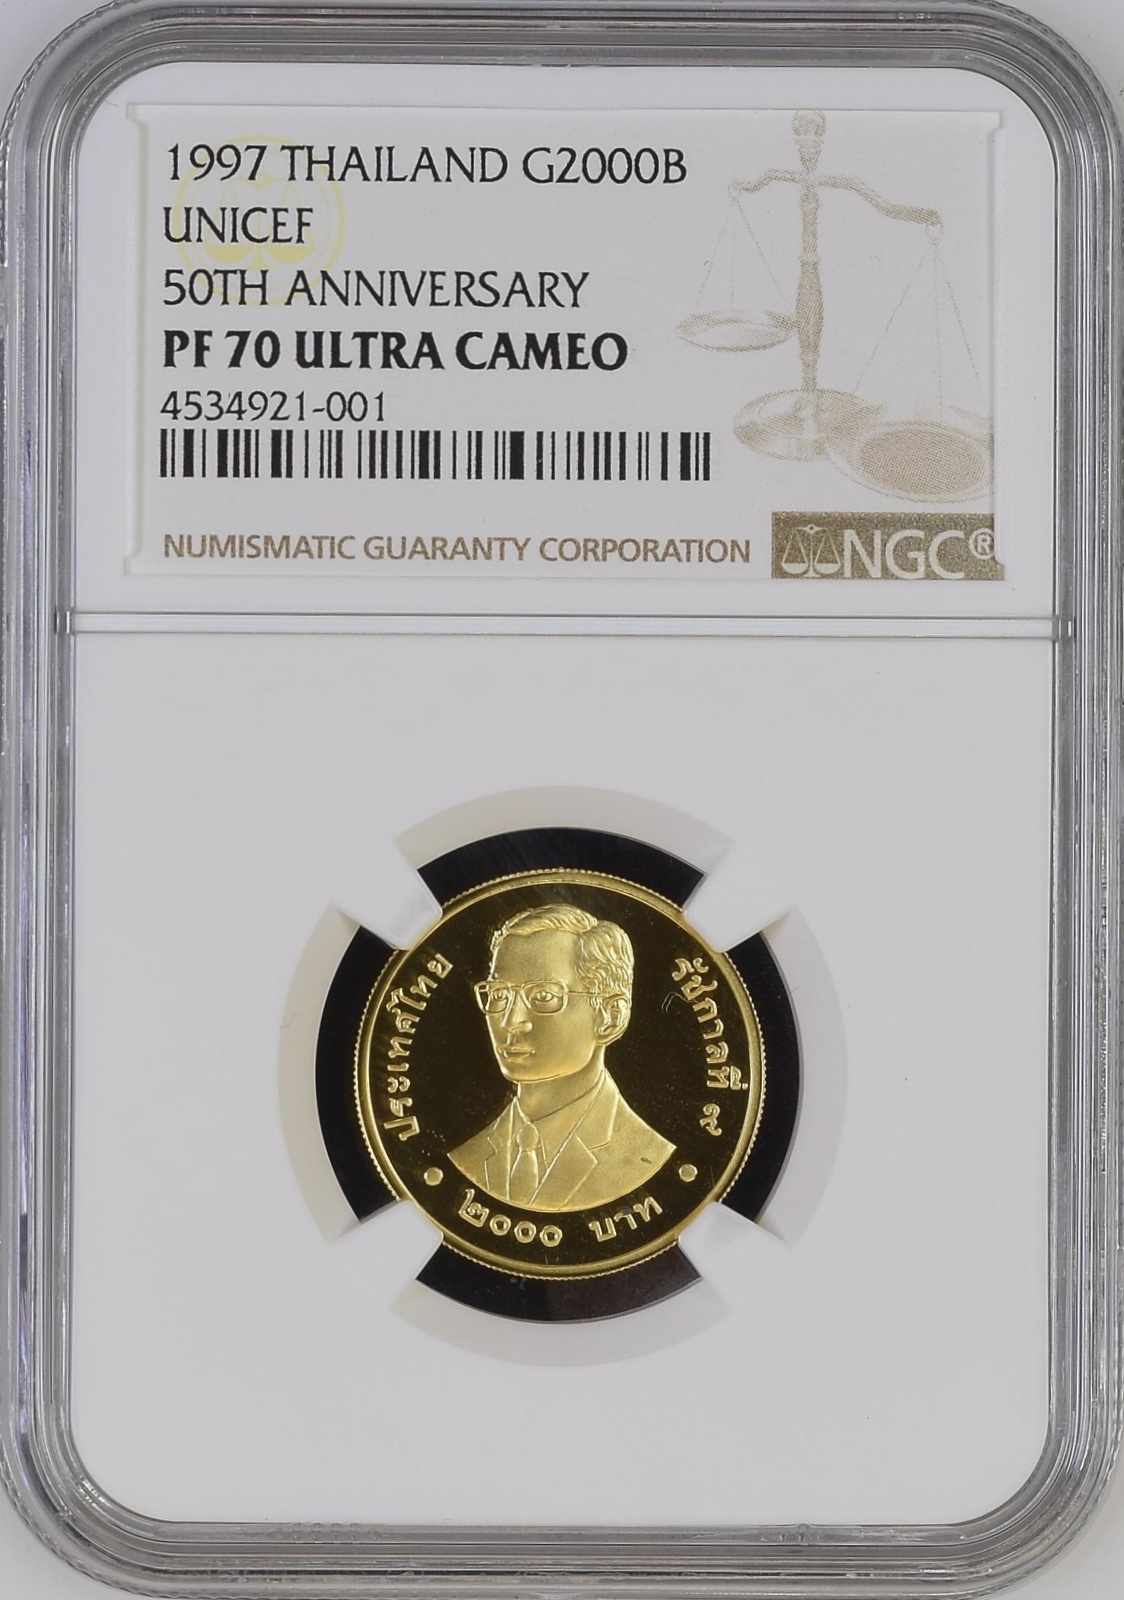 1997 THAILAND G2000B
UNICEF
50TH ANNIVERSARY
PF 70 ULTRA CAMEO
4534921-001
NUMISMATIC GUARANTY CORPORATION
NGC®
ประเทศไทย
รัชกาลที่ ๙
๒๐๐๐ บาท